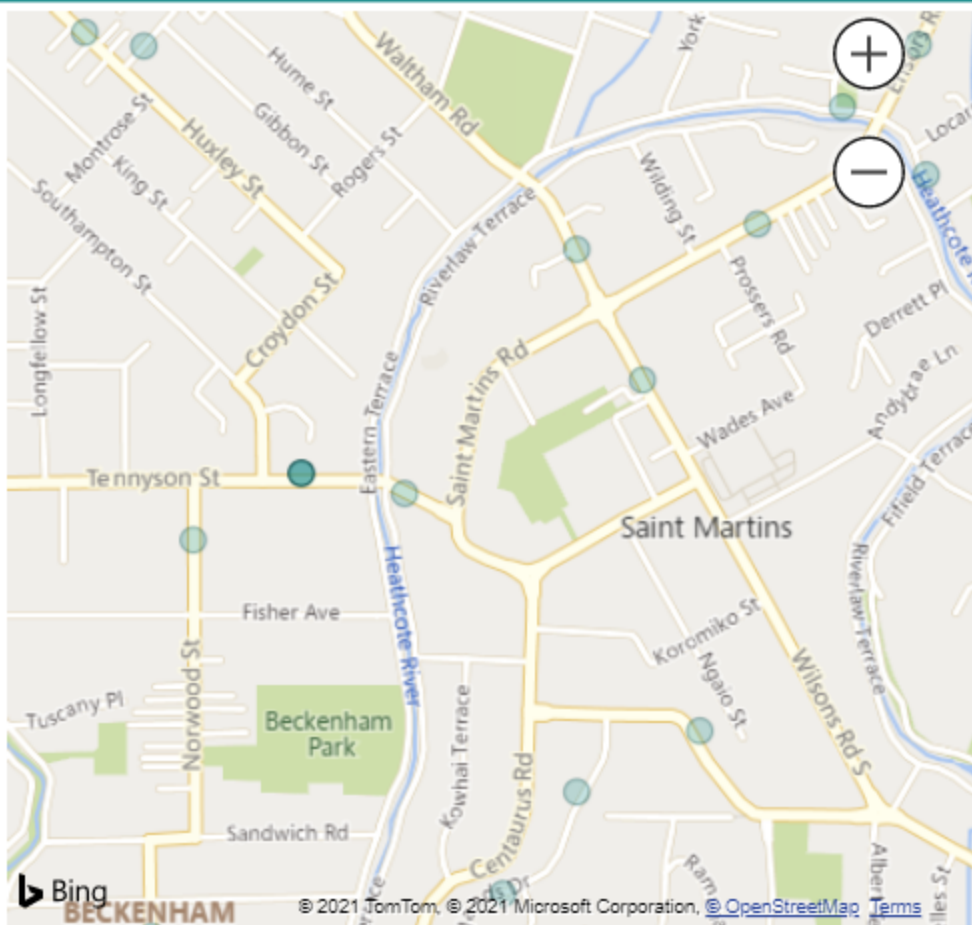 York
Waltham Rd
Hume St
Gibbon St
Huxley St
Rogers St
Montrose St
King St
Southampton St
Wilding St
Heathcote
Riverlaw Terrace
Prossers Rd
Derrett Pl
Longfellow St
Croydon St
Saint Martins Rd
Eastern Terrace
Andybrae Ln
Wades Ave
Fifield Terrace
Tennyson St
Saint Martins
Heathcote River
Riverlaw Terrace
Fisher Ave
Koromiko St
Ngaio St
Wilsons Rd S
Norwood St
Tuscany Pl
Beckenham
Park
Kowhai Terrace
Centaurus Rd
Sandwich Rd
Bing
BECKENHAM
© 2021 TomTom, © 2021 Microsoft Corporation, © OpenStreetMap Terms